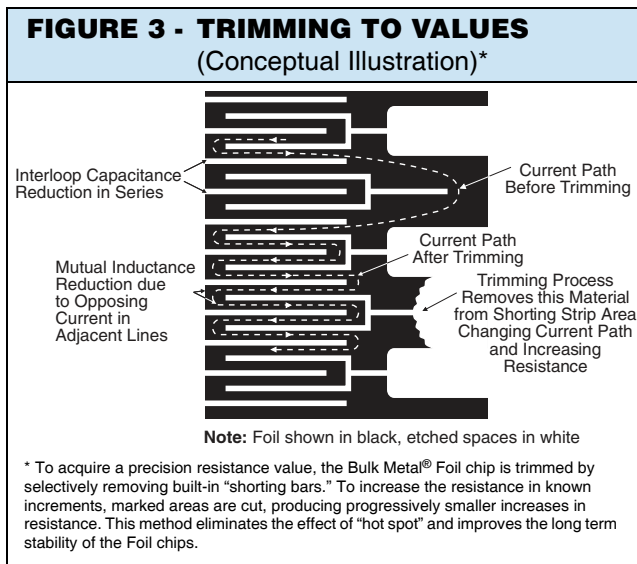 FIGURE 3 - TRIMMING TO VALUES
(Conceptual Illustration)*
Interloop Capacitance
Reduction in Series
Current Path
Before Trimming
Current Path
After Trimming
Mutual Inductance
Reduction due
to Opposing
Current in
Adjacent Lines
Trimming Process
Removes this Material
from Shorting Strip Area
Changing Current Path
and Increasing
Resistance
Note: Foil shown in black, etched spaces in white
* To acquire a precision resistance value, the Bulk Metal® Foil chip is trimmed by
selectively removing built-in “shorting bars.” To increase the resistance in known
increments, marked areas are cut, producing progressively smaller increases in
resistance. This method eliminates the effect of “hot spot” and improves the long term
stability of the Foil chips.